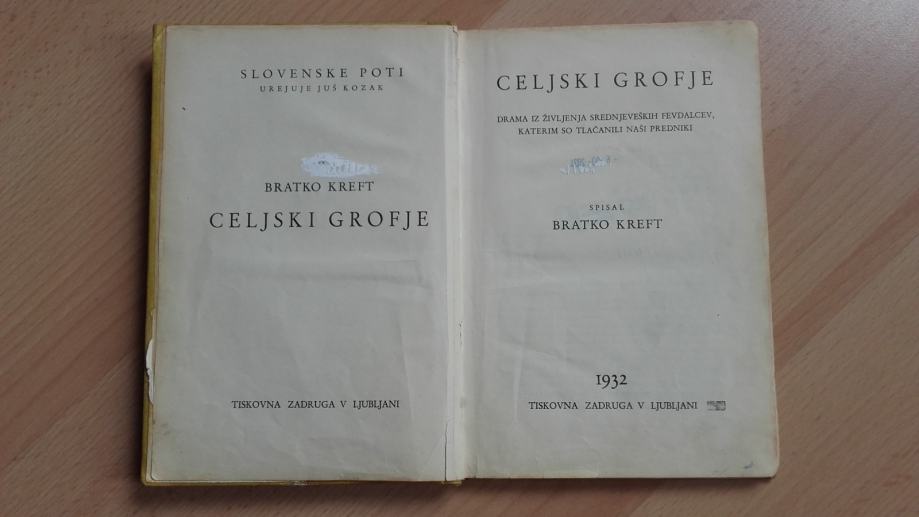 SLOVENSKE POTI
UREJUJE JUŠ KOZAK
BRATKO KREFT
CELJSKI GROFJE
TISKOVNA ZADRUGA V LJUBLJANI
CELJSKI GROFJE
DRAMA IZ ŽIVLJENJA SREDNJEVEŠKIH FEVDALCEV,
KATERIM SO TLAČANILI NAŠI PREDNIKI
SPISAL
BRATKO KREFT
1932
TISKOVNA ZADRUGA V LJUBLJANI